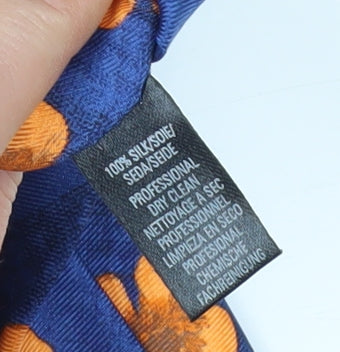 100% SILK/SOIE/
SEDA/SEIDE
PROFESSIONAL
DRY CLEAN
NETTOYAGE A SEC
PROFESSIONNEL
LIMPIEZA EN SECO
PROFESIONAL
CHEMISCHE
FACHREINIGUNG